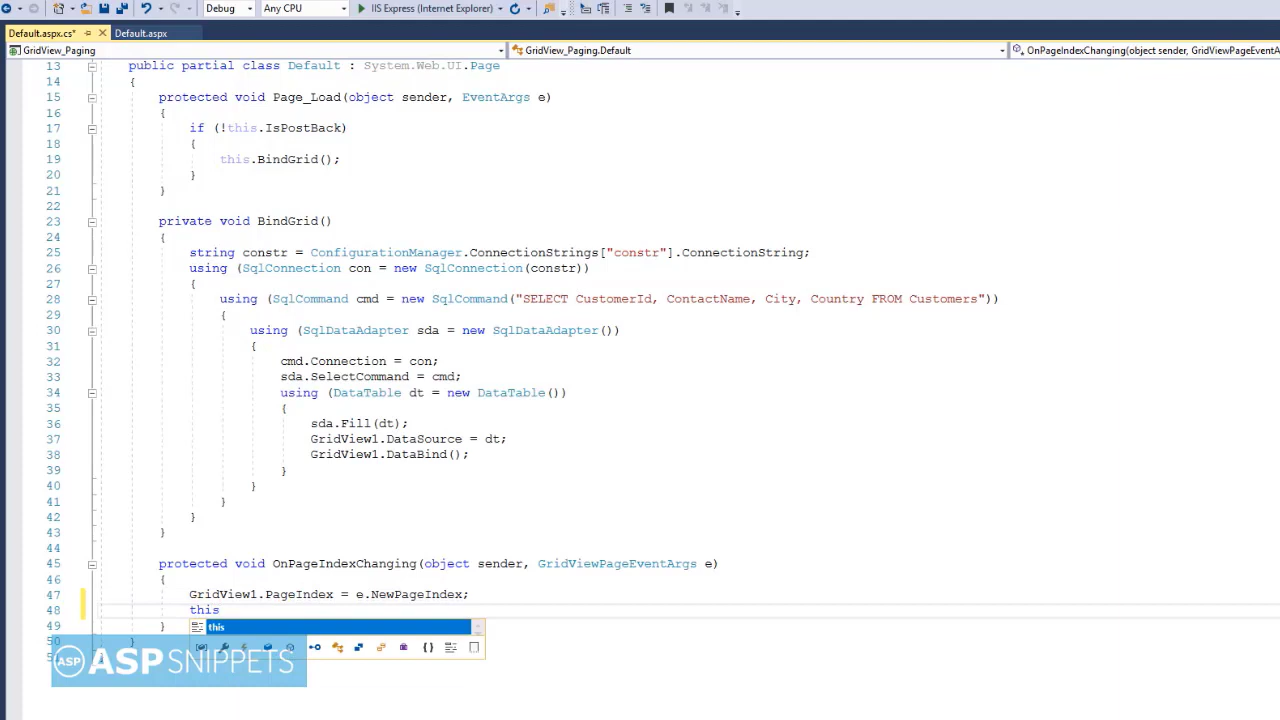 Debug Any CPU IIS Express (Internet Explorer)
Default.aspx.cs* Default.aspx
GridView_Paging GridView_Paging.Default OnPageIndexChanging(object sender, GridViewPageEventA
13 public partial class Default : System.Web.UI.Page
14 {
15 protected void Page_Load(object sender, EventArgs e)
16 {
17 if (!this.IsPostBack)
18 {
19 this.BindGrid();
20 }
21 }
22
23 private void BindGrid()
24 {
25 string constr = ConfigurationManager.ConnectionStrings["constr"].ConnectionString;
26 using (SqlConnection con = new SqlConnection(constr))
27 {
28 using (SqlCommand cmd = new SqlCommand("SELECT CustomerId, ContactName, City, Country FROM Customers"))
29 {
30 using (SqlDataAdapter sda = new SqlDataAdapter())
31 {
32 cmd.Connection = con;
33 sda.SelectCommand = cmd;
34 using (DataTable dt = new DataTable())
35 {
36 sda.Fill(dt);
37 GridView1.DataSource = dt;
38 GridView1.DataBind();
39 }
40 }
41 }
42 }
43 }
44
45 protected void OnPageIndexChanging(object sender, GridViewPageEventArgs e)
46 {
47 GridView1.PageIndex = e.NewPageIndex;
48 this
49 }
this
50 }
ASP ASPSNIPPETS